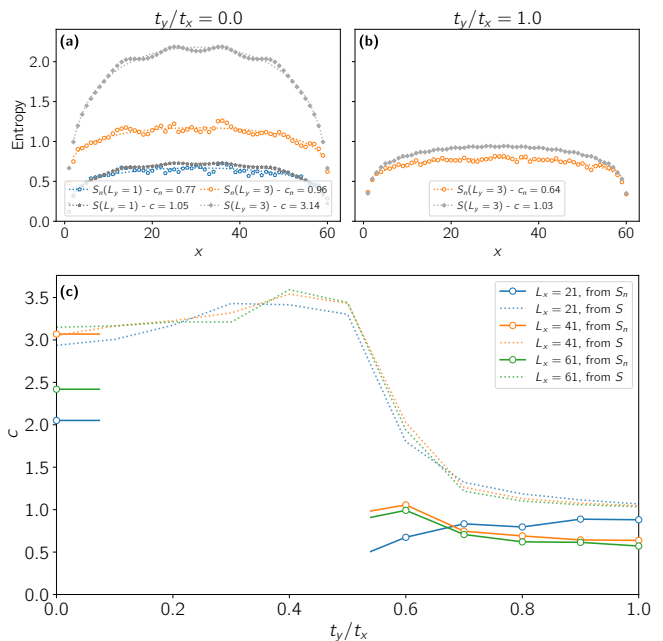 t_y/t_x = 0.0
t_y/t_x = 1.0
(a)
(b)
Entropy
2.0
1.5
1.0
0.5
0.0
S_n(L_y = 1) - c_n = 0.77
S(L_y = 1) - c = 1.05
S_n(L_y = 3) - c_n = 0.96
S(L_y = 3) - c = 3.14
S_n(L_y = 3) - c_n = 0.64
S(L_y = 3) - c = 1.03
0 20 40 60
0 20 40 60
x
x
(c)
L_x = 21, from S_n
L_x = 21, from S
L_x = 41, from S_n
L_x = 41, from S
L_x = 61, from S_n
L_x = 61, from S
c
3.5
3.0
2.5
2.0
1.5
1.0
0.5
0.0
0.0 0.2 0.4 0.6 0.8 1.0
t_y/t_x